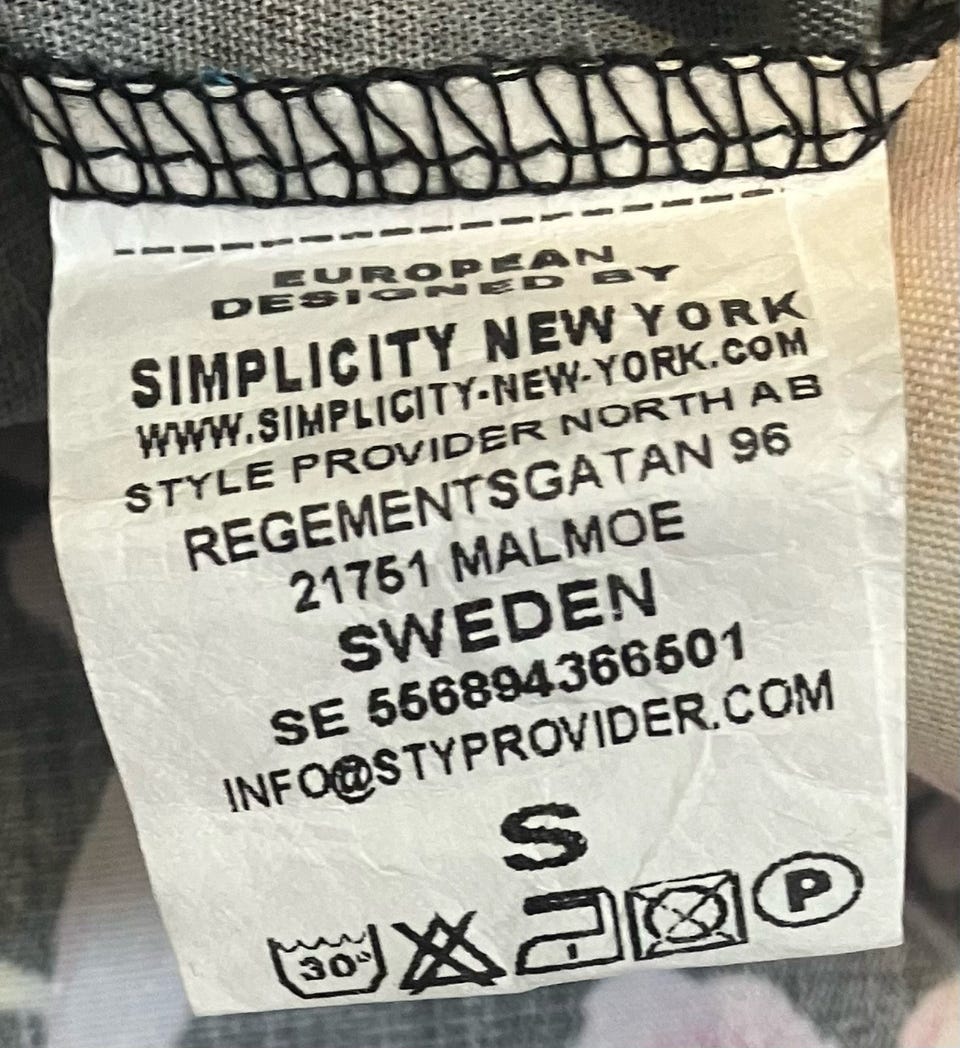 EUROPEAN
DESIGNED BY
SIMPLICITY NEW YORK
WWW.SIMPLICITY-NEW-YORK.COM
STYLE PROVIDER NORTH AB
REGEMENTSGATAN 96
21751 MALMOE
SWEDEN
SE 556894366501
INFO@STYPROVIDER.COM
S
30°
P